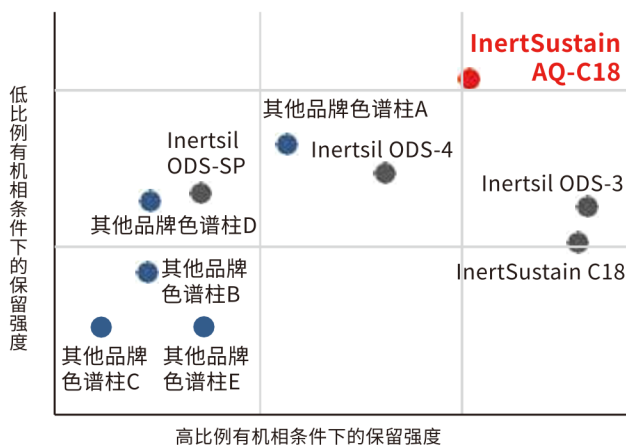 InertSustain
AQ-C18
其他品牌色谱柱A
Inertsil
ODS-SP
Inertsil ODS-4
Inertsil ODS-3
其他品牌色谱柱D
其他品牌
色谱柱B
InertSustain C18
其他品牌
色谱柱C
其他品牌
色谱柱E
低比例有机相条件下的保留强度
高比例有机相条件下的保留强度